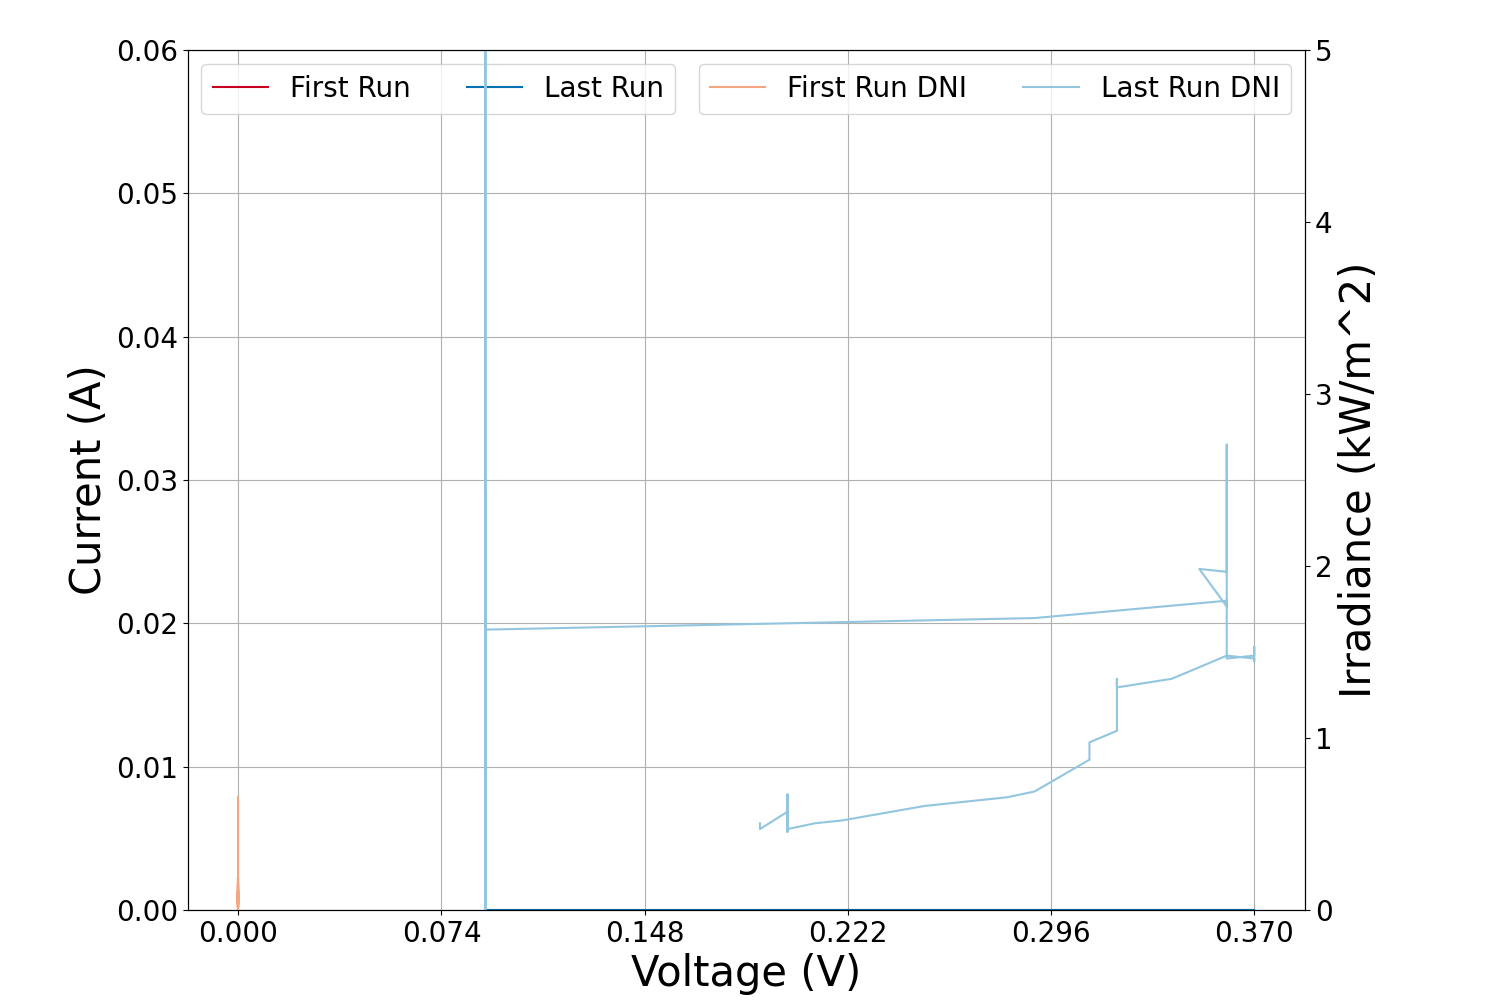 First Run
Last Run
First Run DNI
Last Run DNI
0.06
0.05
0.04
0.03
0.02
0.01
0.00
Current (A)
5
4
3
2
1
0
Irradiance (kW/m^2)
0.000
0.074
0.148
0.222
0.296
0.370
Voltage (V)